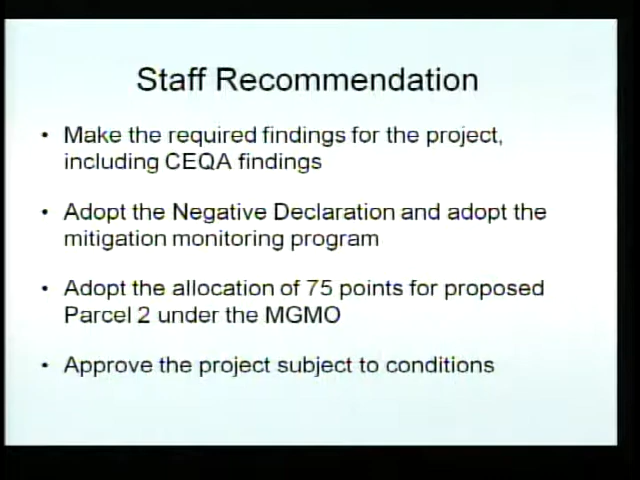 Staff Recommendation
• Make the required findings for the project,
including CEQA findings
• Adopt the Negative Declaration and adopt the
mitigation monitoring program
• Adopt the allocation of 75 points for proposed
Parcel 2 under the MGMO
• Approve the project subject to conditions